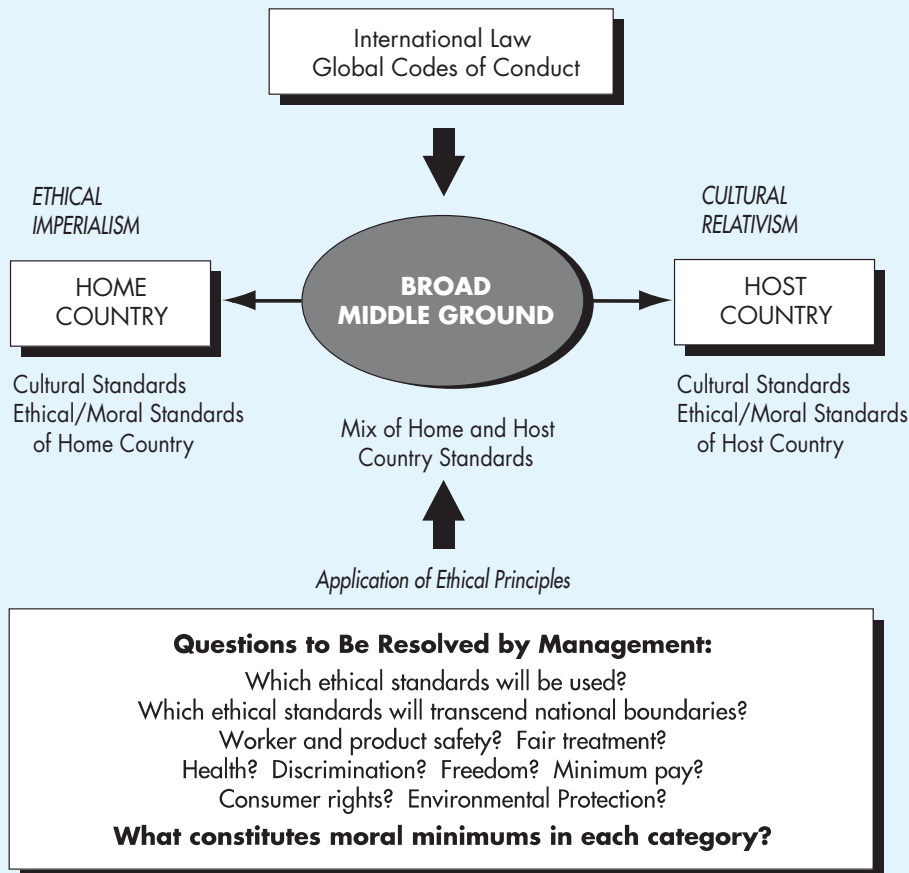 International Law
Global Codes of Conduct
ETHICAL
IMPERIALISM
CULTURAL
RELATIVISM
HOME
COUNTRY
BROAD
MIDDLE GROUND
HOST
COUNTRY
Cultural Standards
Ethical/Moral Standards
of Home Country
Mix of Home and Host
Country Standards
Cultural Standards
Ethical/Moral Standards
of Host Country
Application of Ethical Principles
Questions to Be Resolved by Management:
Which ethical standards will be used?
Which ethical standards will transcend national boundaries?
Worker and product safety? Fair treatment?
Health? Discrimination? Freedom? Minimum pay?
Consumer rights? Environmental Protection?
What constitutes moral minimums in each category?